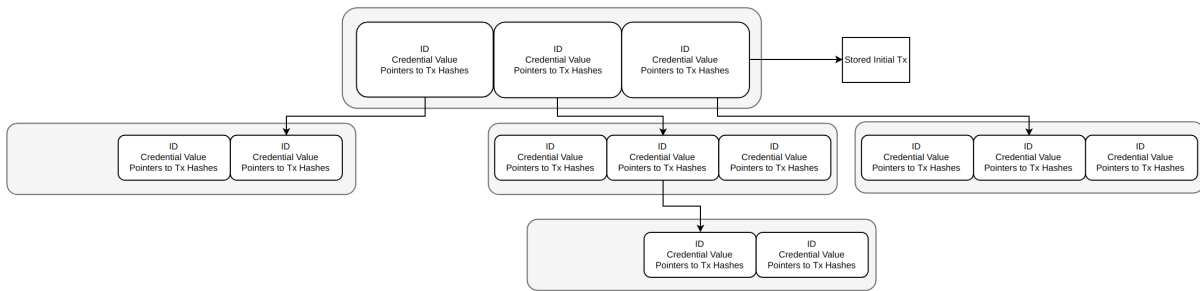 ID
Credential Value
Pointers to Tx Hashes
ID
Credential Value
Pointers to Tx Hashes
ID
Credential Value
Pointers to Tx Hashes
Stored Initial Tx
ID
Credential Value
Pointers to Tx Hashes
ID
Credential Value
Pointers to Tx Hashes
ID
Credential Value
Pointers to Tx Hashes
ID
Credential Value
Pointers to Tx Hashes
ID
Credential Value
Pointers to Tx Hashes
ID
Credential Value
Pointers to Tx Hashes
ID
Credential Value
Pointers to Tx Hashes
ID
Credential Value
Pointers to Tx Hashes
ID
Credential Value
Pointers to Tx Hashes
ID
Credential Value
Pointers to Tx Hashes